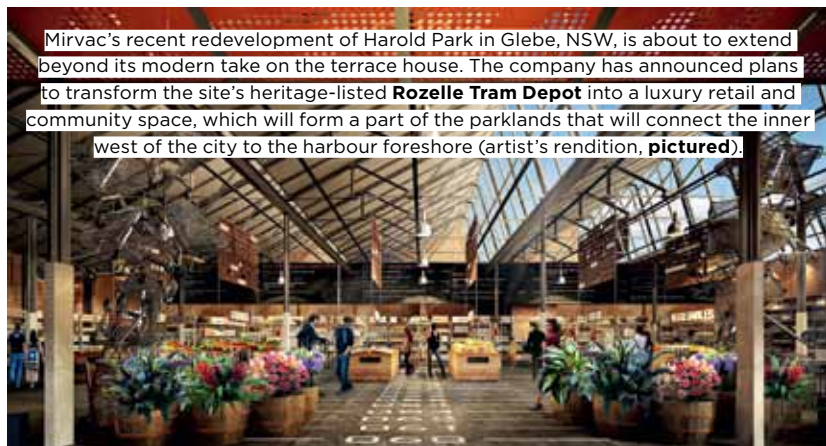 Mirvac’s recent redevelopment of Harold Park in Glebe, NSW, is about to extend
beyond its modern take on the terrace house. The company has announced plans
to transform the site’s heritage-listed Rozelle Tram Depot into a luxury retail and
community space, which will form a part of the parklands that will connect the inner
west of the city to the harbour foreshore (artist’s rendition, pictured).